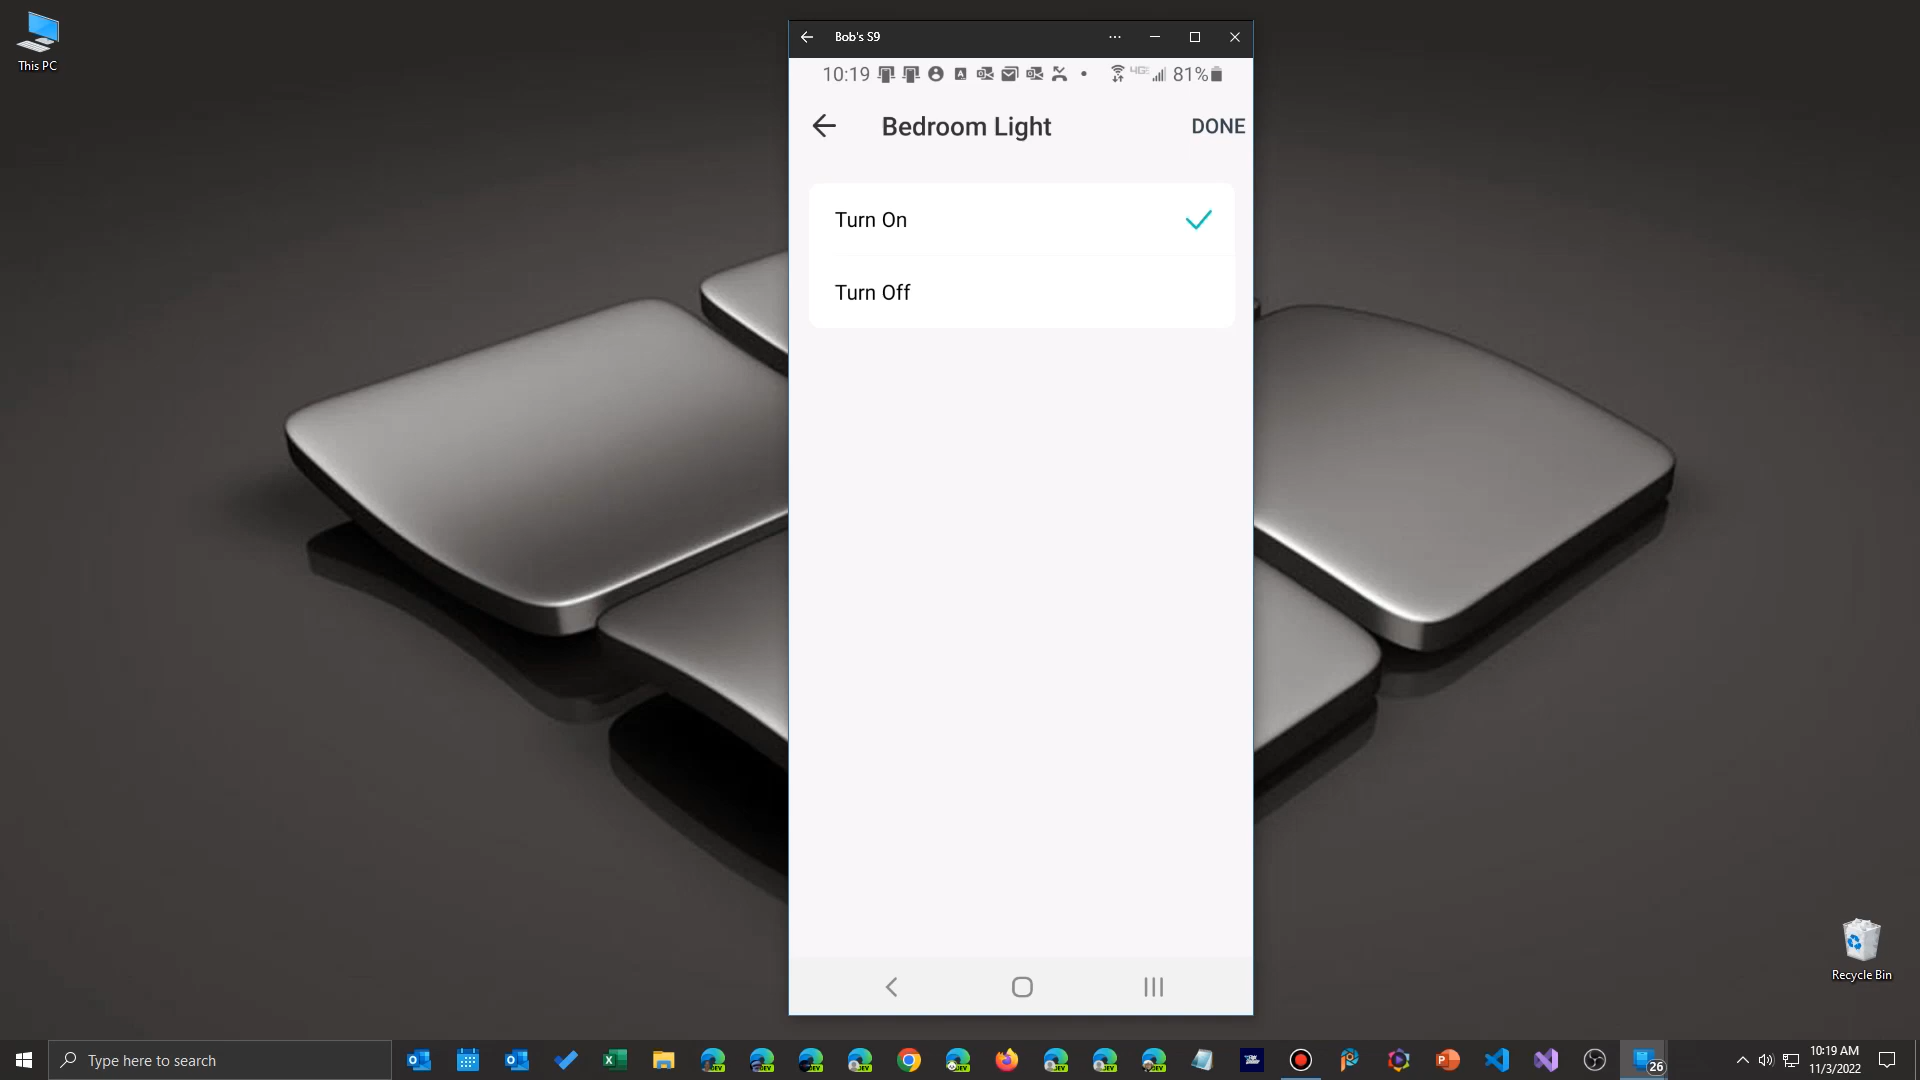 This PC
Bob's S9
10:19
81%
Bedroom Light
DONE
Turn On
Turn Off
Recycle Bin
Type here to search
26
10:19 AM
11/3/2022